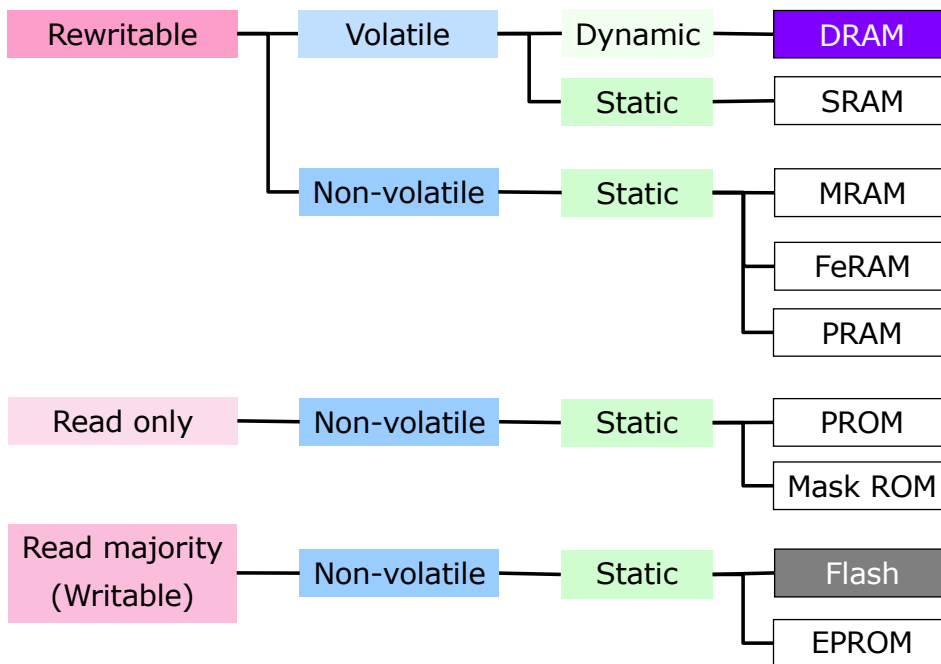 Rewritable
Volatile
Dynamic
DRAM
Static
SRAM
Non-volatile
Static
MRAM
FeRAM
PRAM
Read only
Non-volatile
Static
PROM
Mask ROM
Read majority
(Writable)
Non-volatile
Static
Flash
EPROM